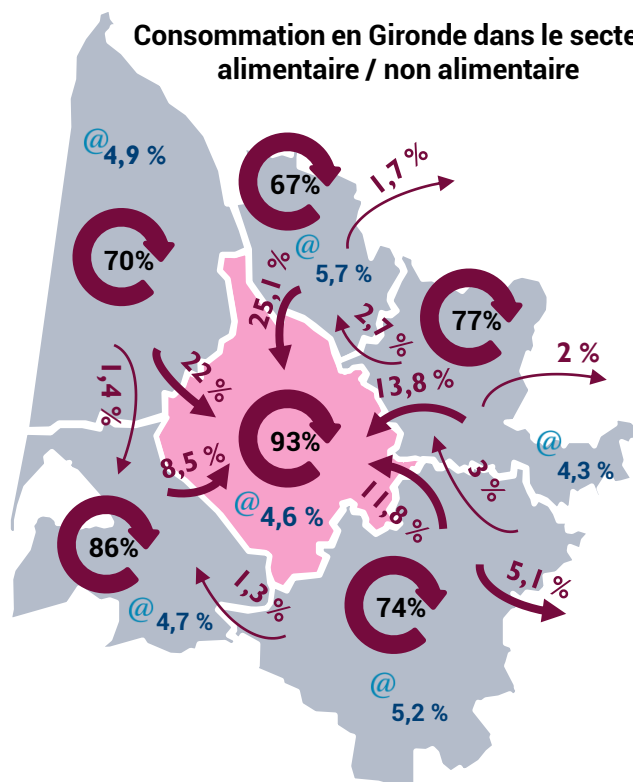 Consommation en Gironde dans le secte
alimentaire / non alimentaire
@ 4,9 %
67%
1,7 %
@ 5,7 %
70%
25,1 %
2,7 %
77%
2 %
1,4 %
22 %
13,8 %
93%
8,5 %
@ 4,3 %
3 %
@ 4,6 %
11,8 %
86%
5,1 %
1,3 %
74%
@ 4,7 %
@ 5,2 %